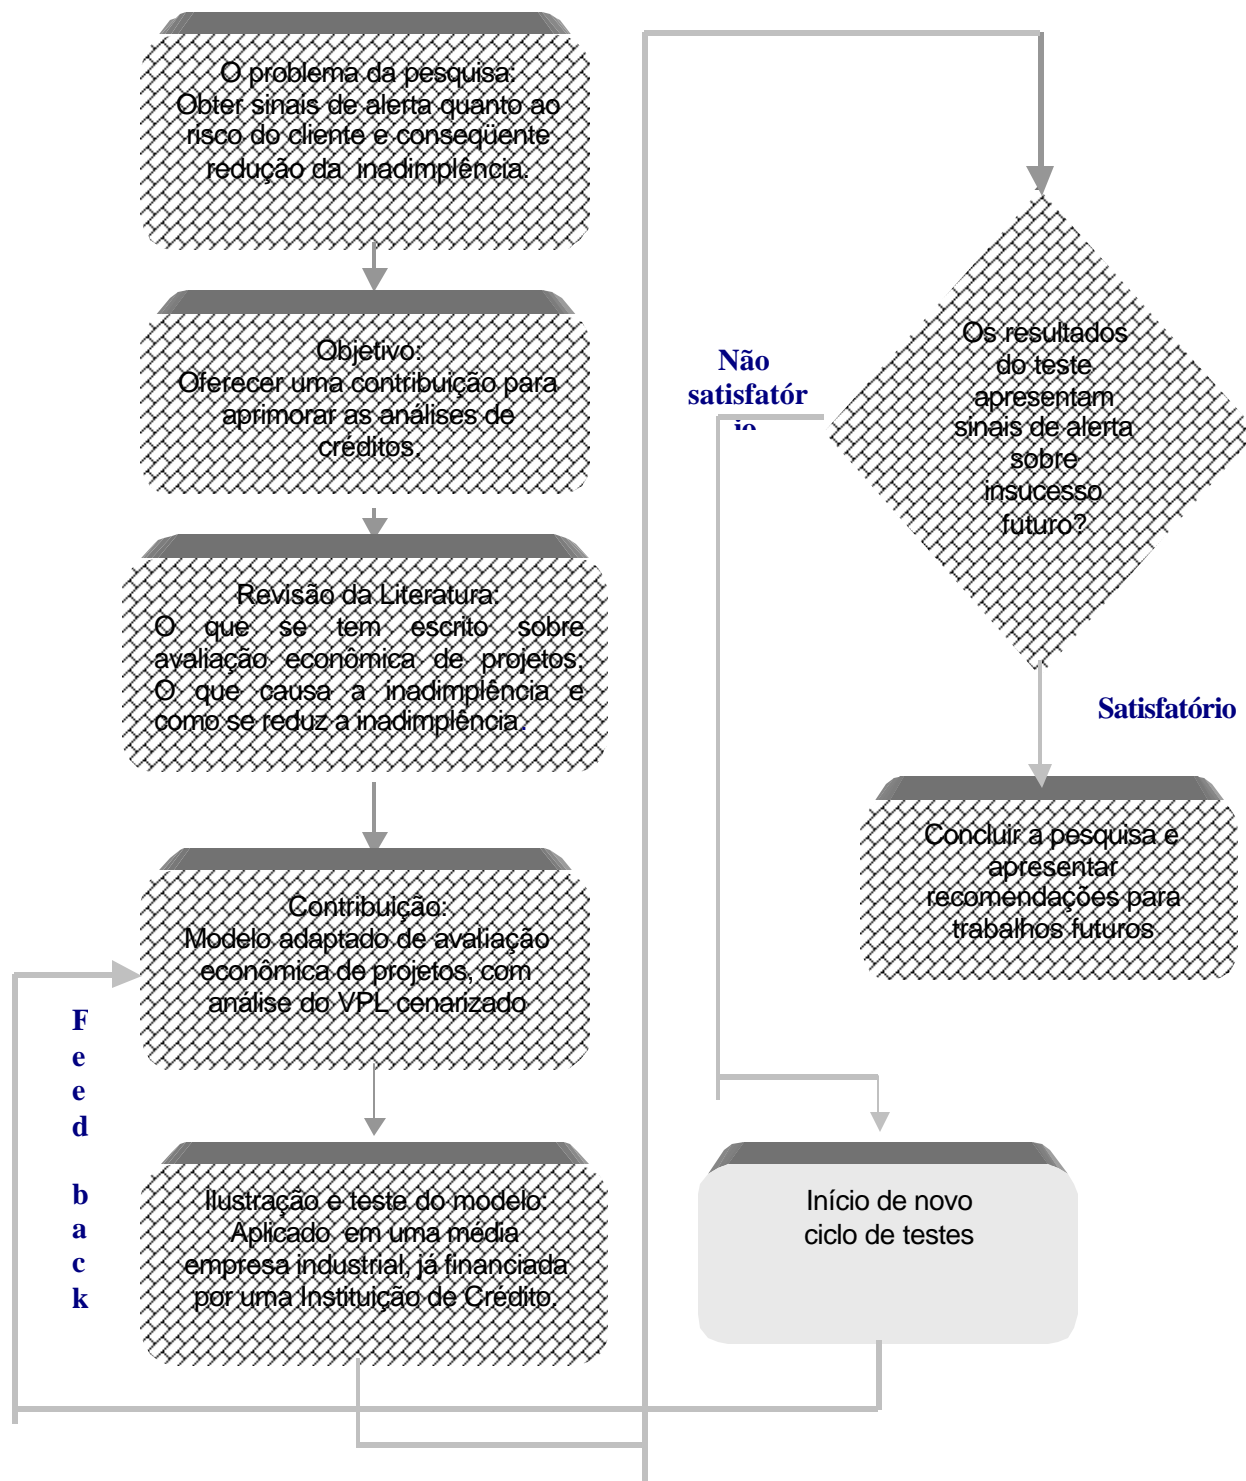 O problema da pesquisa:
Obter sinais de alerta quanto ao
risco do cliente e conseqüente
redução da inadimplência.
Objetivo:
Oferecer uma contribuição para
aprimorar as análises de
créditos.
Revisão da Literatura:
O que se tem escrito sobre
avaliação econômica de projetos.
O que causa a inadimplência e
como se reduz a inadimplência.
Contribuição:
Modelo adaptado de avaliação
econômica de projetos, com
análise do VPL cenarizado
F
e
e
d
b
a
c
k
Ilustração e teste do modelo:
Aplicado em uma média
empresa industrial, já financiada
por uma Instituição de Crédito.
Os resultados
do teste
apresentam
sinais de alerta
sobre
insucesso
futuro?
Não
satisfatór
io
Satisfatório
Concluir a pesquisa e
apresentar
recomendações para
trabalhos futuros
Início de novo
ciclo de testes